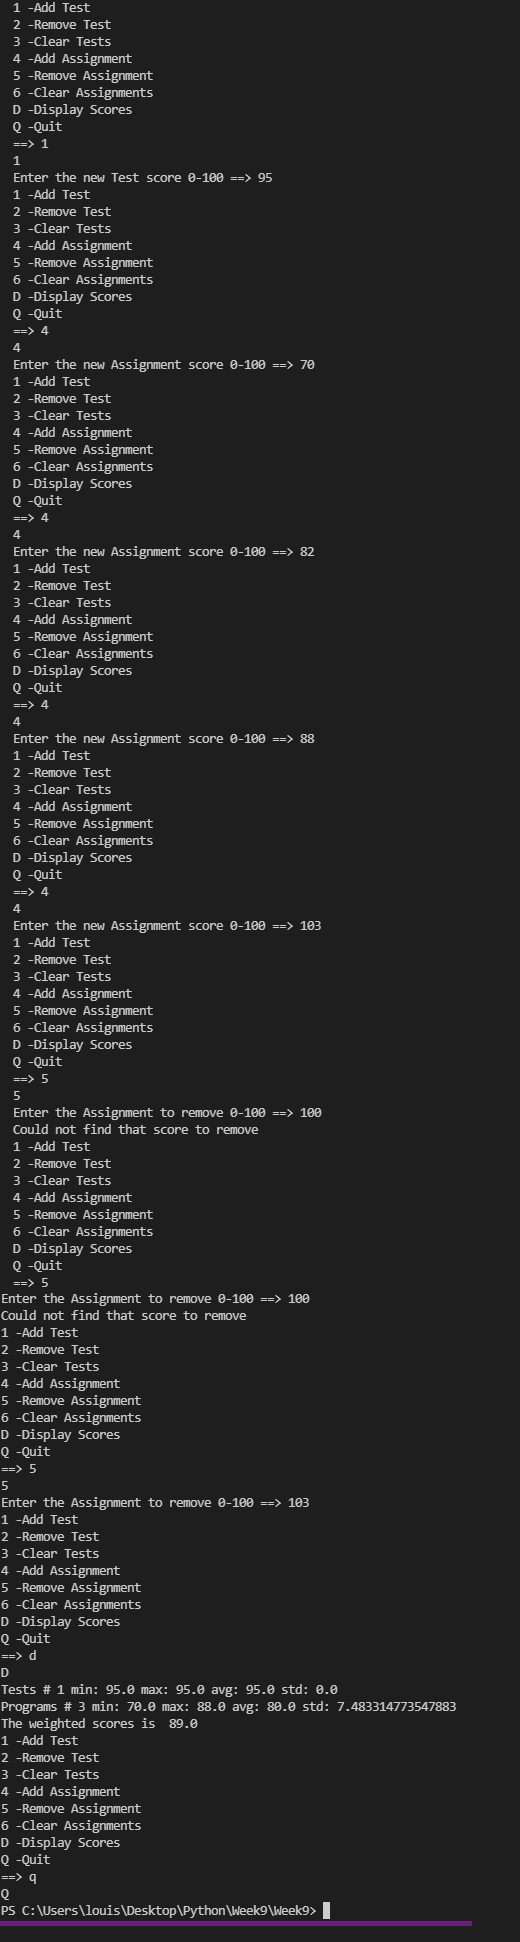 1 -Add Test
2 -Remove Test
3 -Clear Tests
4 -Add Assignment
5 -Remove Assignment
6 -Clear Assignments
D -Display Scores
Q -Quit
==> 1
1
Enter the new Test score 0-100 ==> 95
1 -Add Test
2 -Remove Test
3 -Clear Tests
4 -Add Assignment
5 -Remove Assignment
6 -Clear Assignments
D -Display Scores
Q -Quit
==> 4
4
Enter the new Assignment score 0-100 ==> 70
1 -Add Test
2 -Remove Test
3 -Clear Tests
4 -Add Assignment
5 -Remove Assignment
6 -Clear Assignments
D -Display Scores
Q -Quit
==> 4
4
Enter the new Assignment score 0-100 ==> 82
1 -Add Test
2 -Remove Test
3 -Clear Tests
4 -Add Assignment
5 -Remove Assignment
6 -Clear Assignments
D -Display Scores
Q -Quit
==> 4
4
Enter the new Assignment score 0-100 ==> 88
1 -Add Test
2 -Remove Test
3 -Clear Tests
4 -Add Assignment
5 -Remove Assignment
6 -Clear Assignments
D -Display Scores
Q -Quit
==> 4
4
Enter the new Assignment score 0-100 ==> 103
1 -Add Test
2 -Remove Test
3 -Clear Tests
4 -Add Assignment
5 -Remove Assignment
6 -Clear Assignments
D -Display Scores
Q -Quit
==> 5
5
Enter the Assignment to remove 0-100 ==> 100
Could not find that score to remove
1 -Add Test
2 -Remove Test
3 -Clear Tests
4 -Add Assignment
5 -Remove Assignment
6 -Clear Assignments
D -Display Scores
Q -Quit
==> 5
Enter the Assignment to remove 0-100 ==> 100
Could not find that score to remove
1 -Add Test
2 -Remove Test
3 -Clear Tests
4 -Add Assignment
5 -Remove Assignment
6 -Clear Assignments
D -Display Scores
Q -Quit
==> 5
5
Enter the Assignment to remove 0-100 ==> 103
1 -Add Test
2 -Remove Test
3 -Clear Tests
4 -Add Assignment
5 -Remove Assignment
6 -Clear Assignments
D -Display Scores
Q -Quit
==> d
D
Tests # 1 min: 95.0 max: 95.0 avg: 95.0 std: 0.0
Programs # 3 min: 70.0 max: 88.0 avg: 80.0 std: 7.483314773547883
The weighted scores is  89.0
1 -Add Test
2 -Remove Test
3 -Clear Tests
4 -Add Assignment
5 -Remove Assignment
6 -Clear Assignments
D -Display Scores
Q -Quit
==> q
Q
PS C:\Users\louis\Desktop\Python\Week9\Week9>